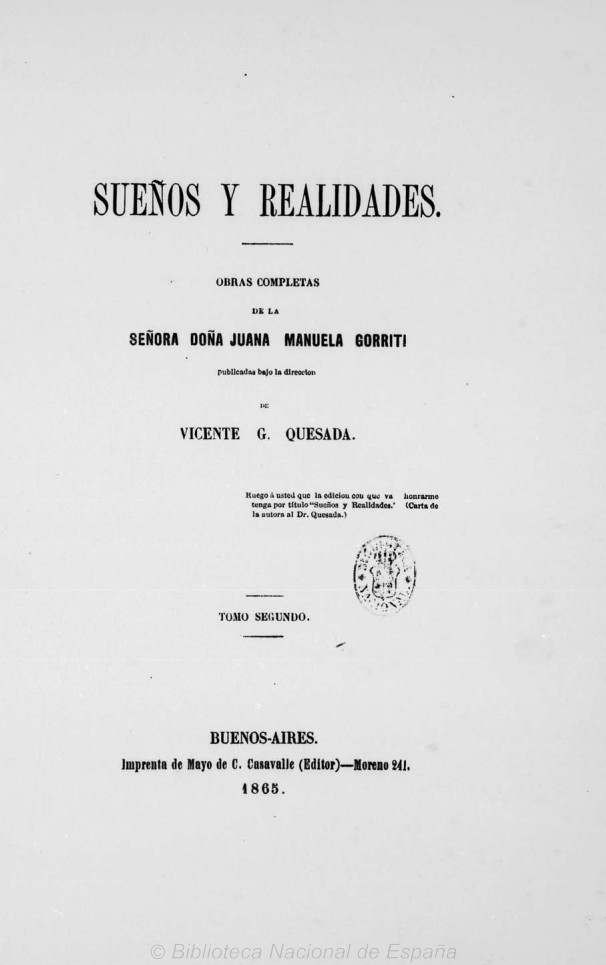 SUEÑOS Y REALIDADES.
OBRAS COMPLETAS
DE LA
SEÑORA DOÑA JUANA MANUELA GORRITI
publicadas bajo la direccion
DE
VICENTE G. QUESADA.
Ruego á usted que la edicion con que va honrarme
tenga por título "Sueños y Realidades.' (Carta de
la autora al Dr. Quesada.)
TOMO SEGUNDO.
BUENOS-AIRES.
Imprenta de Mayo de C. Casavalle (Editor)—Moreno 241.
1865.
© Biblioteca Nacional de España